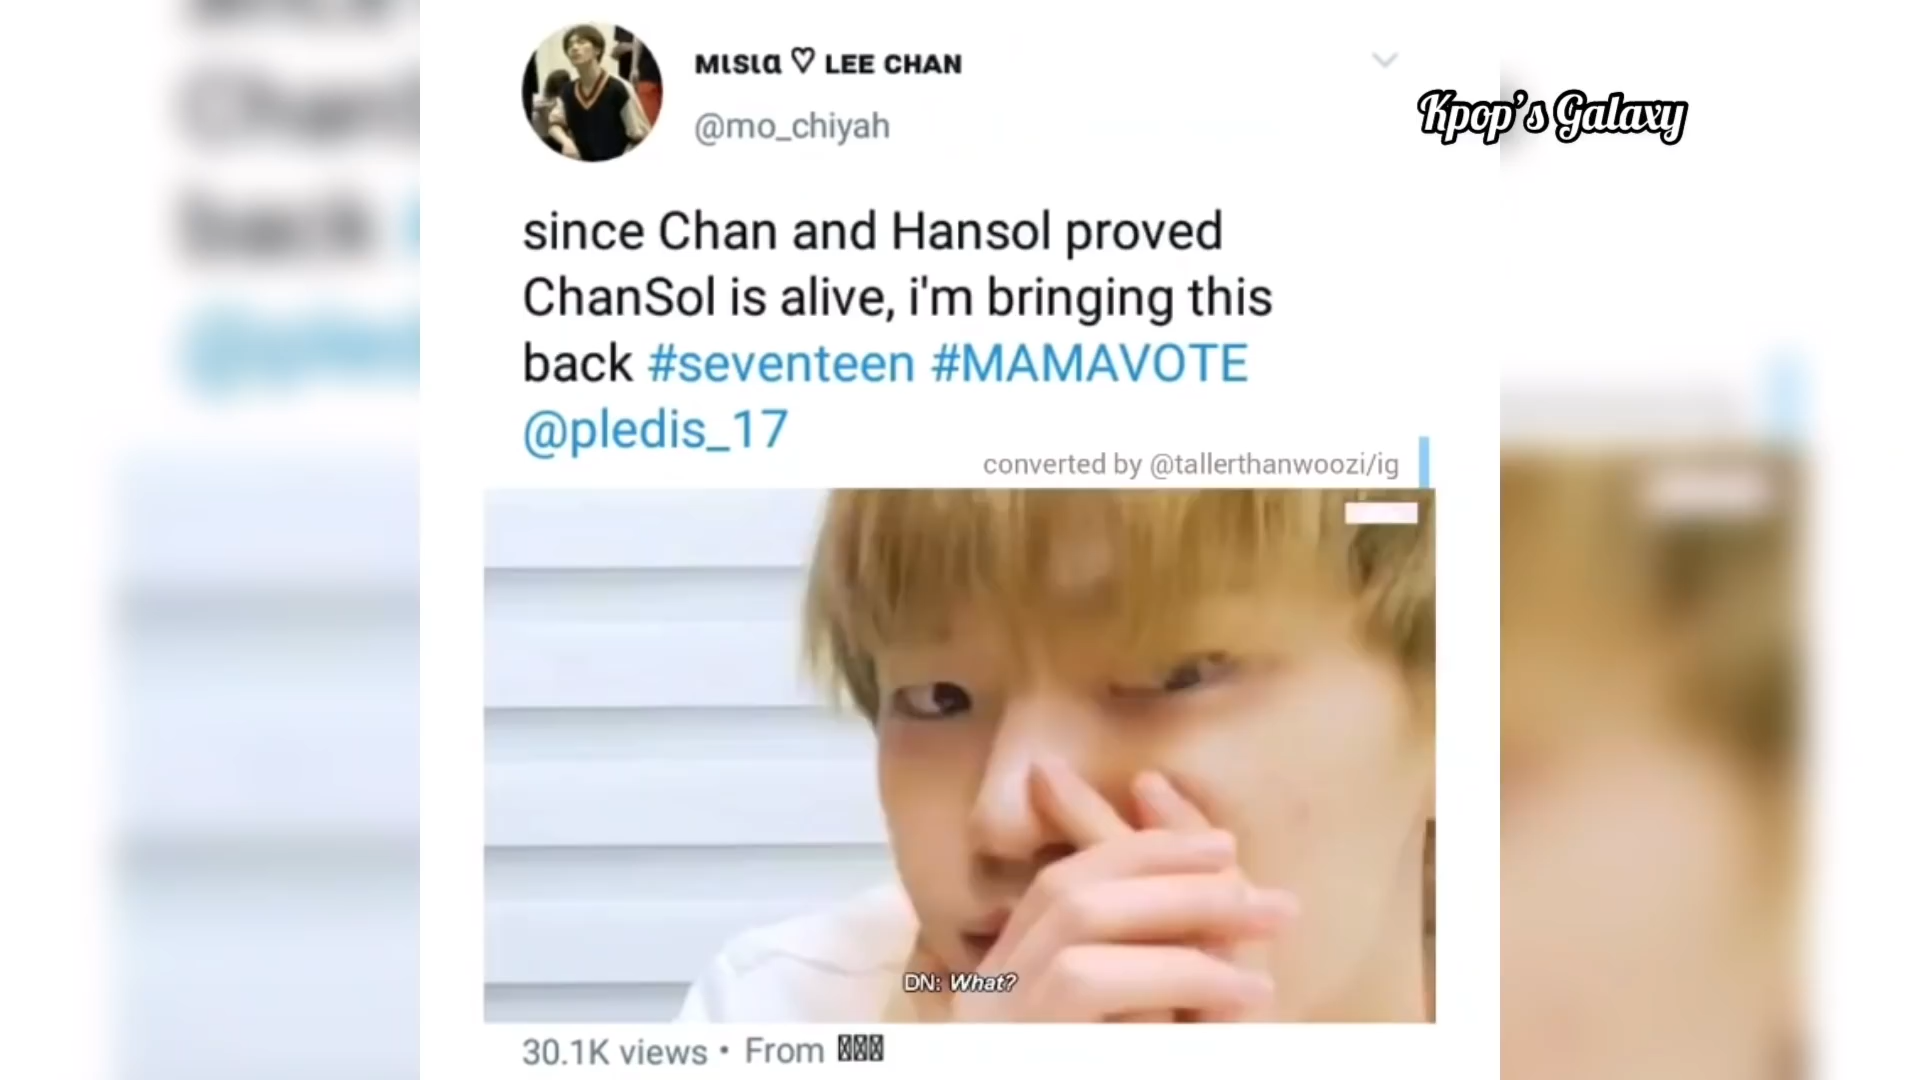 мιsια ♡ LEE CHAN
@mo_chiyah
Kpop's Galaxy
since Chan and Hansol proved
ChanSol is alive, i'm bringing this
back #seventeen #MAMAVOTE
@pledis_17
converted by @tallerthanwoozi/ig
DN: What?
30.1K views • From